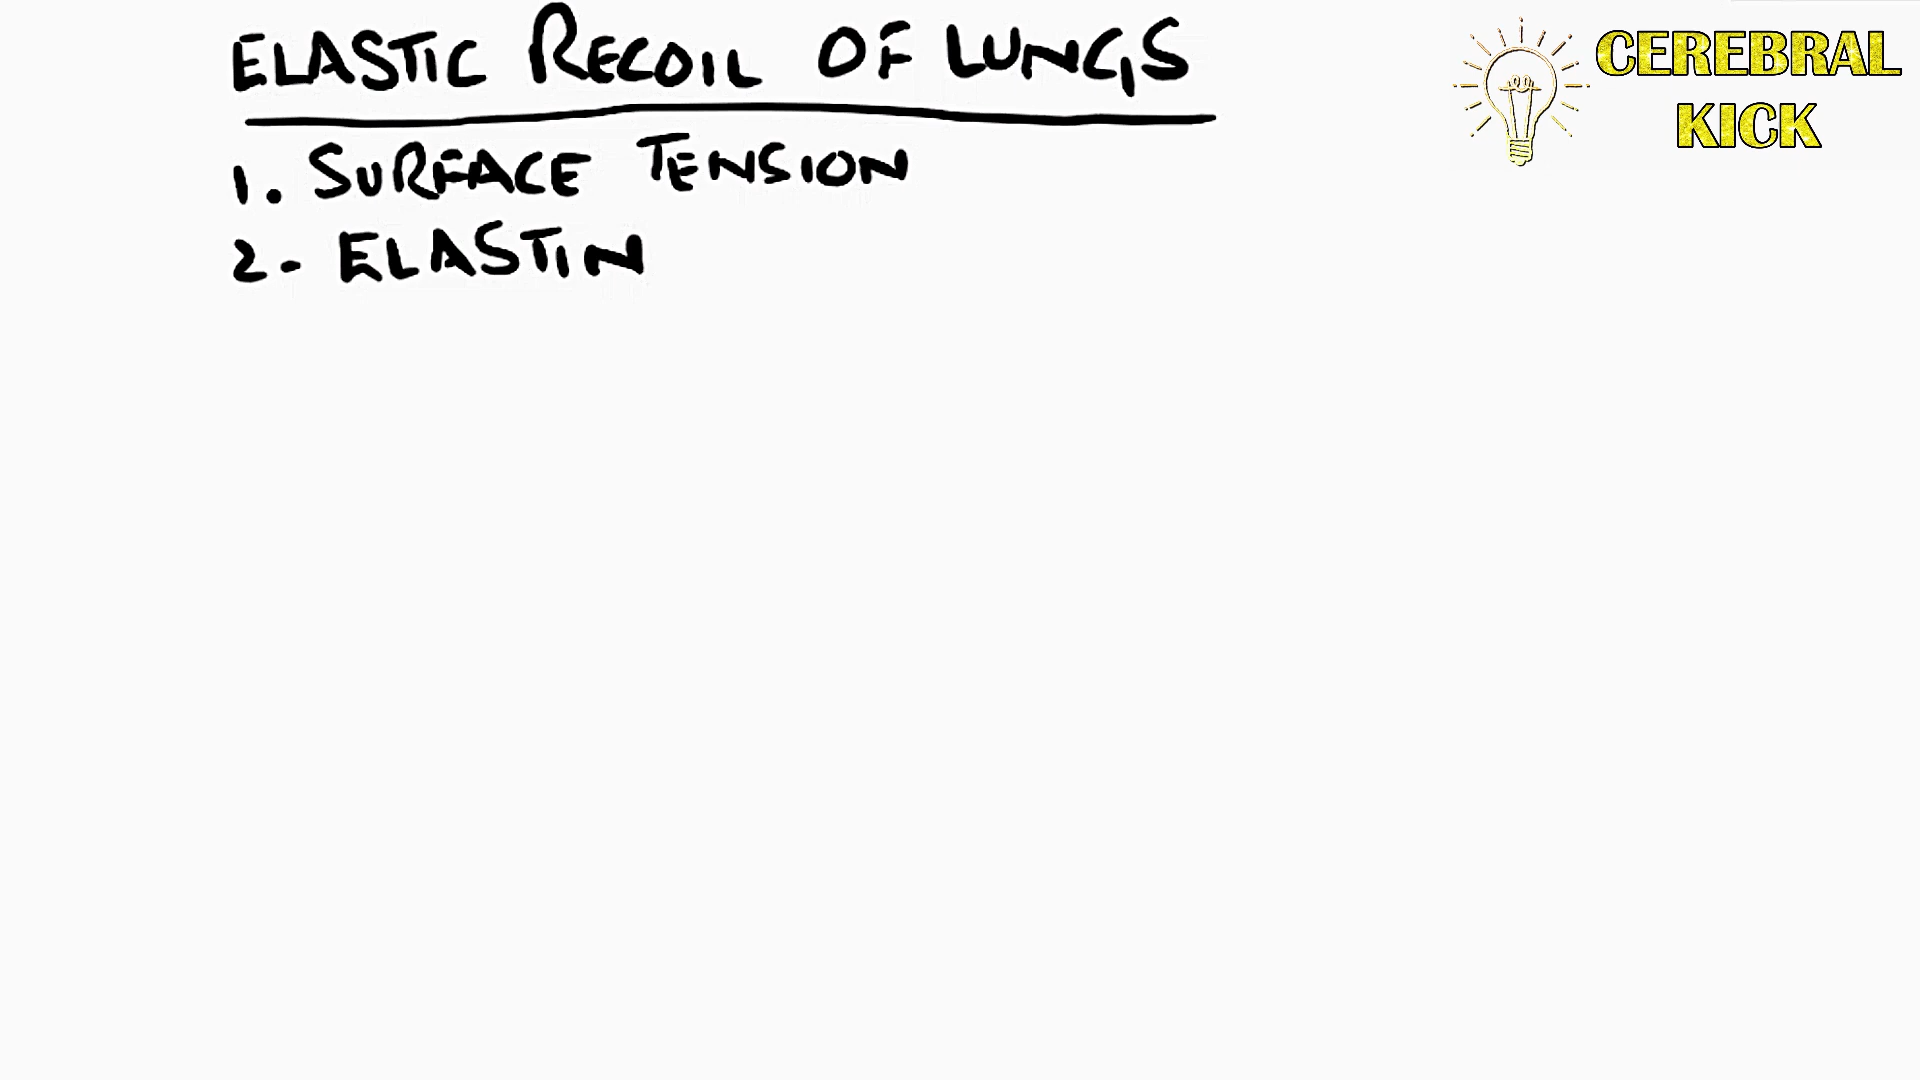 ELASTIC RECOIL OF LUNGS
1. SURFACE TENSION
2- ELASTIN
CEREBRAL
KICK